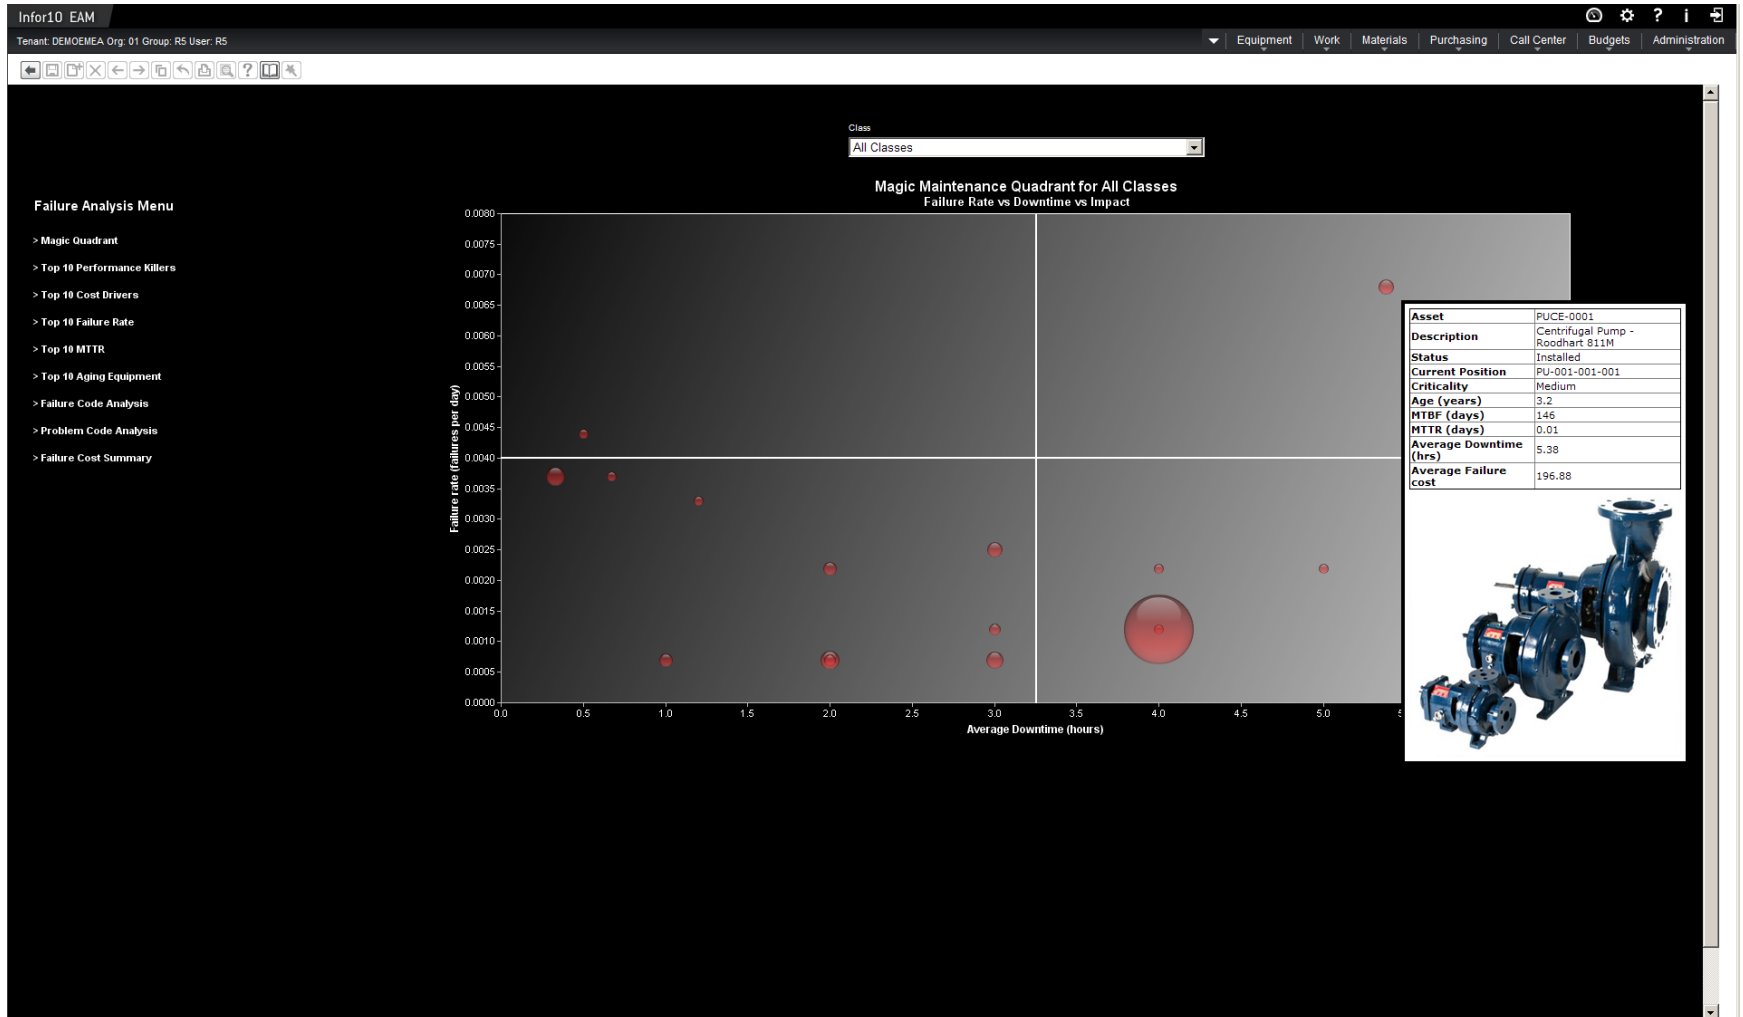 Infor10 EAM
Tenant: DEMOEMEA Org: 01 Group: R5 User: R5
Equipment Work Materials Purchasing Call Center Budgets Administration
Class
All Classes
Failure Analysis Menu
> Magic Quadrant
> Top 10 Performance Killers
> Top 10 Cost Drivers
> Top 10 Failure Rate
> Top 10 MTTR
> Top 10 Aging Equipment
> Failure Code Analysis
> Problem Code Analysis
> Failure Cost Summary
Magic Maintenance Quadrant for All Classes
Failure Rate vs Downtime vs Impact
Failure rate (failures per day)
0.0080
0.0075
0.0070
0.0065
0.0060
0.0055
0.0050
0.0045
0.0040
0.0035
0.0030
0.0025
0.0020
0.0015
0.0010
0.0005
0.0000
0.0 0.5 1.0 1.5 2.0 2.5 3.0 3.5 4.0 4.5 5.0
Average Downtime (hours)
Asset PUCE-0001
Description Centrifugal Pump -
Roodhart 811M
Status Installed
Current Position PU-001-001-001
Criticality Medium
Age (years) 3.2
MTBF (days) 146
MTTR (days) 0.01
Average Downtime
(hrs) 5.38
Average Failure
cost 196.88